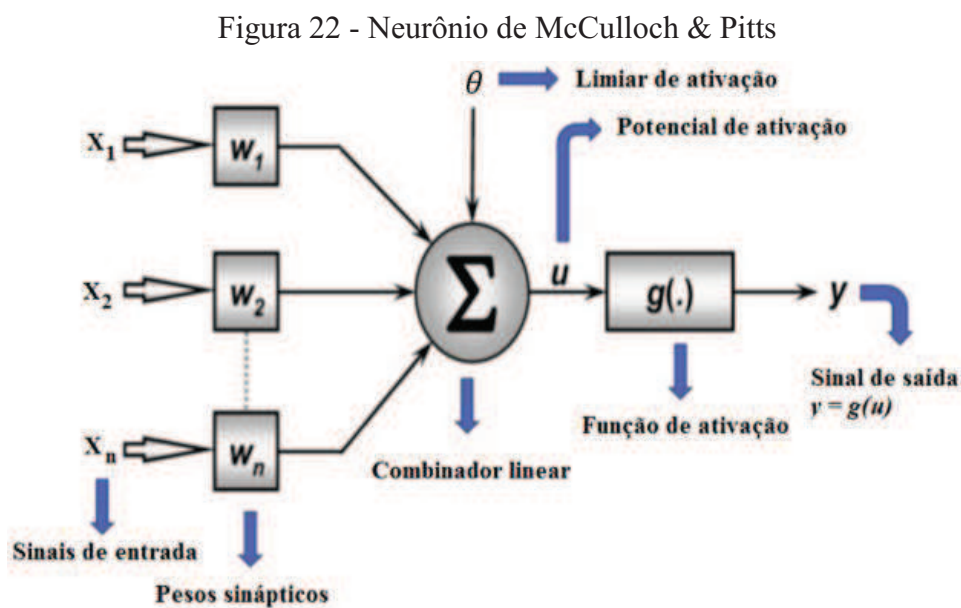 Figura 22 - Neurônio de McCulloch & Pitts
θ
Limiar de ativação
Potencial de ativação
X1
w1
X2
w2
Σ
u
g(.)
y
Sinal de saída
y = g(u)
Função de ativação
Xn
wn
Combinador linear
Sinais de entrada
Pesos sinápticos